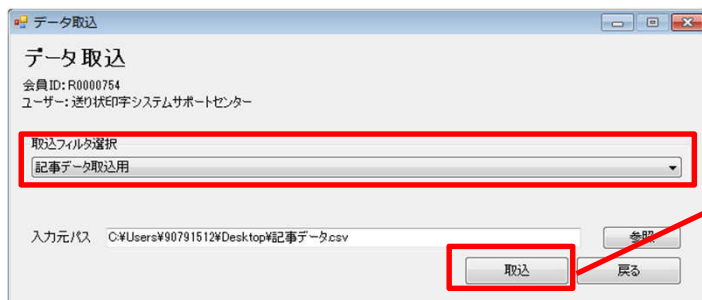 データ取込
データ取込
会員ID: R0000754
ユーザー: 送り状印字システムサポートセンター
取込フィルタ選択
記事データ取込用
入力元パス C:¥Users¥90791512¥Desktop¥記事データ.csv 参照
取込 戻る